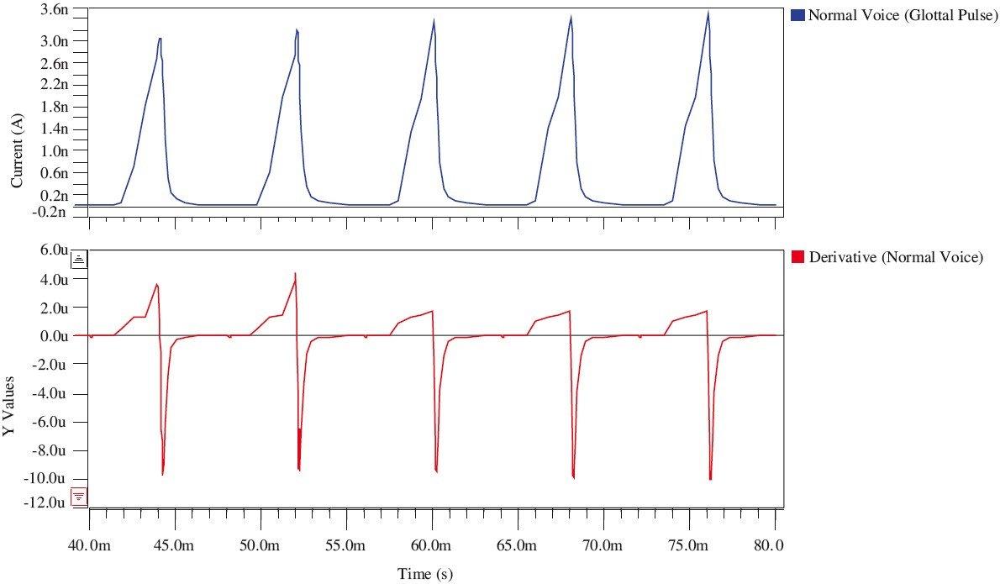 3.6n
3.0n
2.6n
2.2n
1.8n
1.4n
1.0n
0.6n
0.2n
-0.2n
Current (A)
Normal Voice (Glottal Pulse)
6.0u
4.0u
2.0u
0.0u
-2.0u
-4.0u
-6.0u
-8.0u
-10.0u
-12.0u
Y Values
Derivative (Normal Voice)
40.0m 45.0m 50.0m 55.0m 60.0m 65.0m 70.0m 75.0m 80.0
Time (s)